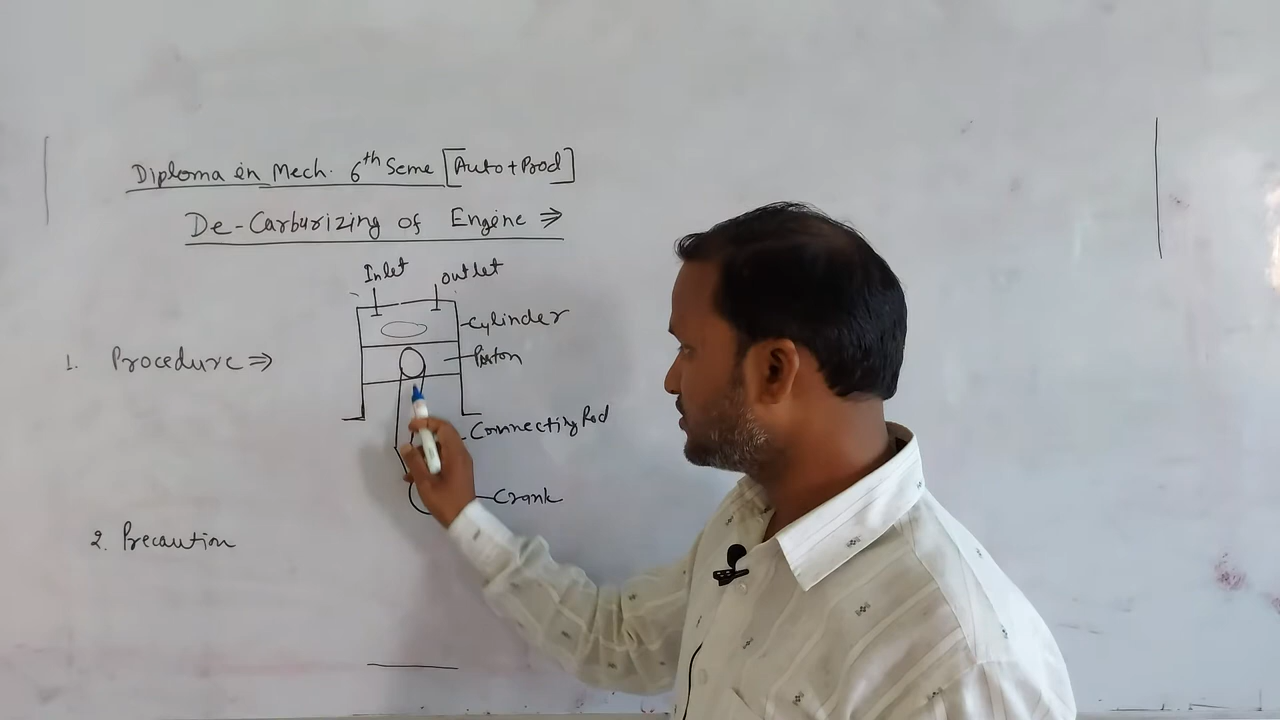 Diploma in Mech. 6th Seme [Auto+Prod]
De-Carburizing of Engine ⇒
Inlet
outlet
Cylinder
Piston
1. Procedure ⇒
Connecting Rod
Crank
2. Precaution